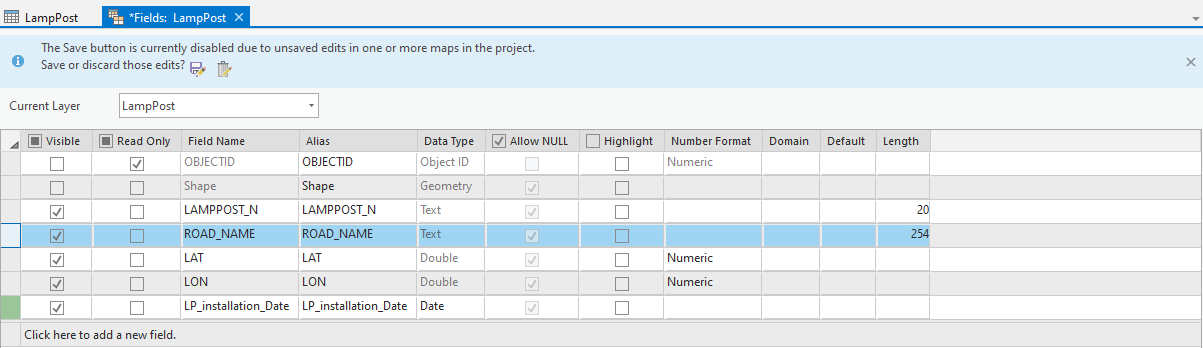 LampPost *Fields: LampPost
The Save button is currently disabled due to unsaved edits in one or more maps in the project.
Save or discard those edits?
Current Layer LampPost
Visible Read Only Field Name Alias Data Type Allow NULL Highlight Number Format Domain Default Length
OBJECTID OBJECTID Object ID Numeric
Shape Shape Geometry
LAMPPOST_N LAMPPOST_N Text 20
ROAD_NAME ROAD_NAME Text 254
LAT LAT Double Numeric
LON LON Double Numeric
LP_installation_Date LP_installation_Date Date
Click here to add a new field.